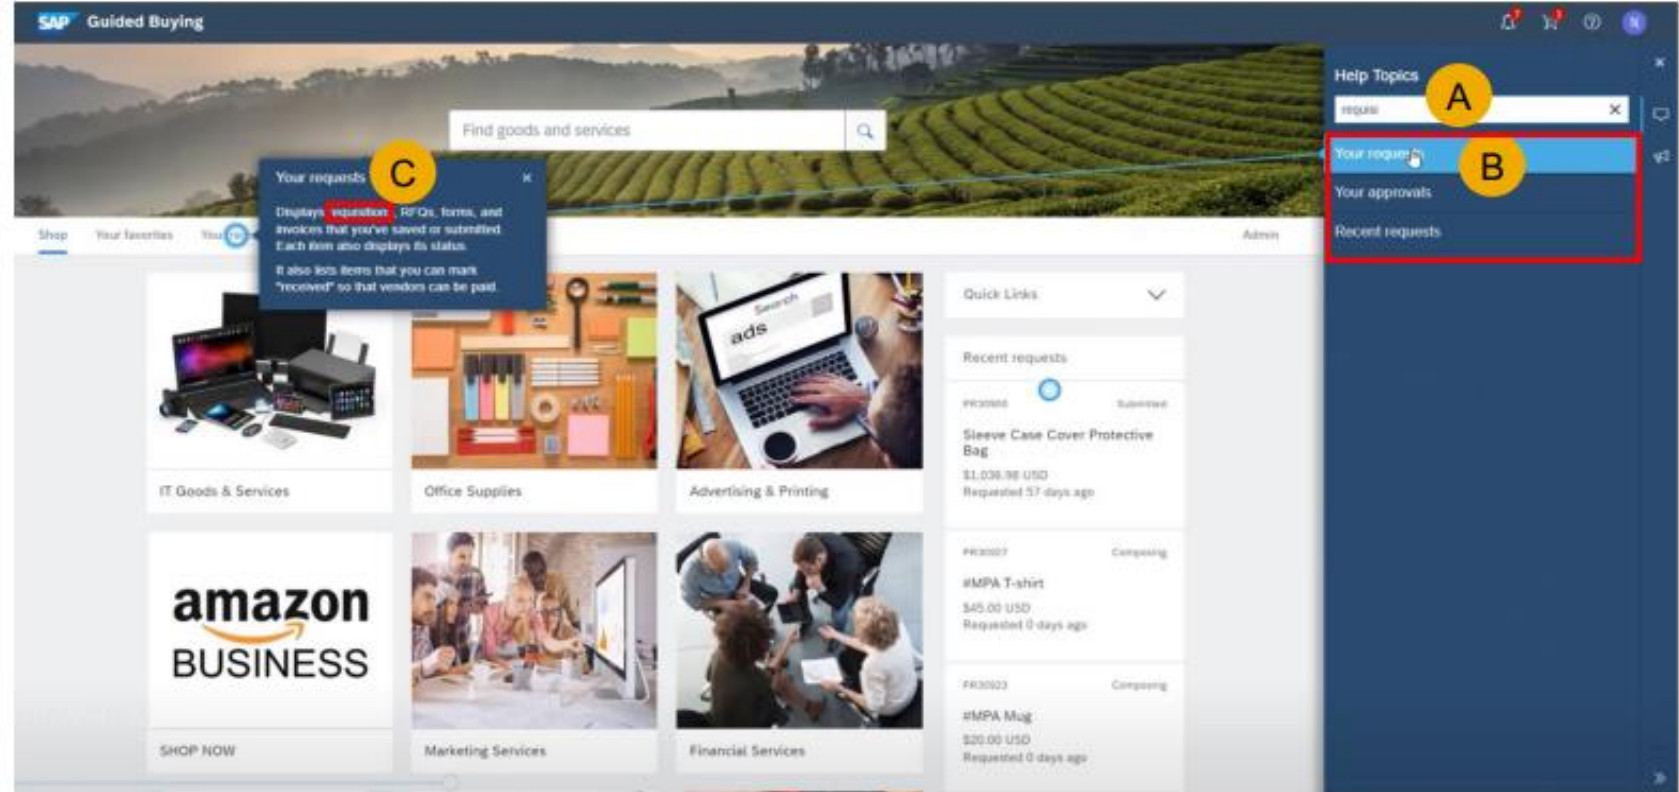 SAP Guided Buying
Help Topics
requisi
A
Find goods and services
Your requests
B
Your approvals
Recent requests
Your requests
C
Displays requisitions, RFQs, forms, and
invoices that you've saved or submitted.
Each item also displays its status.
It also lists items that you can mark
"received" so that vendors can be paid.
Shop
Your favorites
Admin
Search
ads
IT Goods & Services
Office Supplies
Advertising & Printing
Quick Links
Recent requests
Submitted
Sleeve Case Cover Protective
Bag
$1,036.98 USD
Requested 57 days ago
PR30927
Composing
#MPA T-shirt
$45.00 USD
Requested 0 days ago
PR30923
Composing
#MPA Mug
$20.00 USD
Requested 0 days ago
amazon
BUSINESS
SHOP NOW
Marketing Services
Financial Services